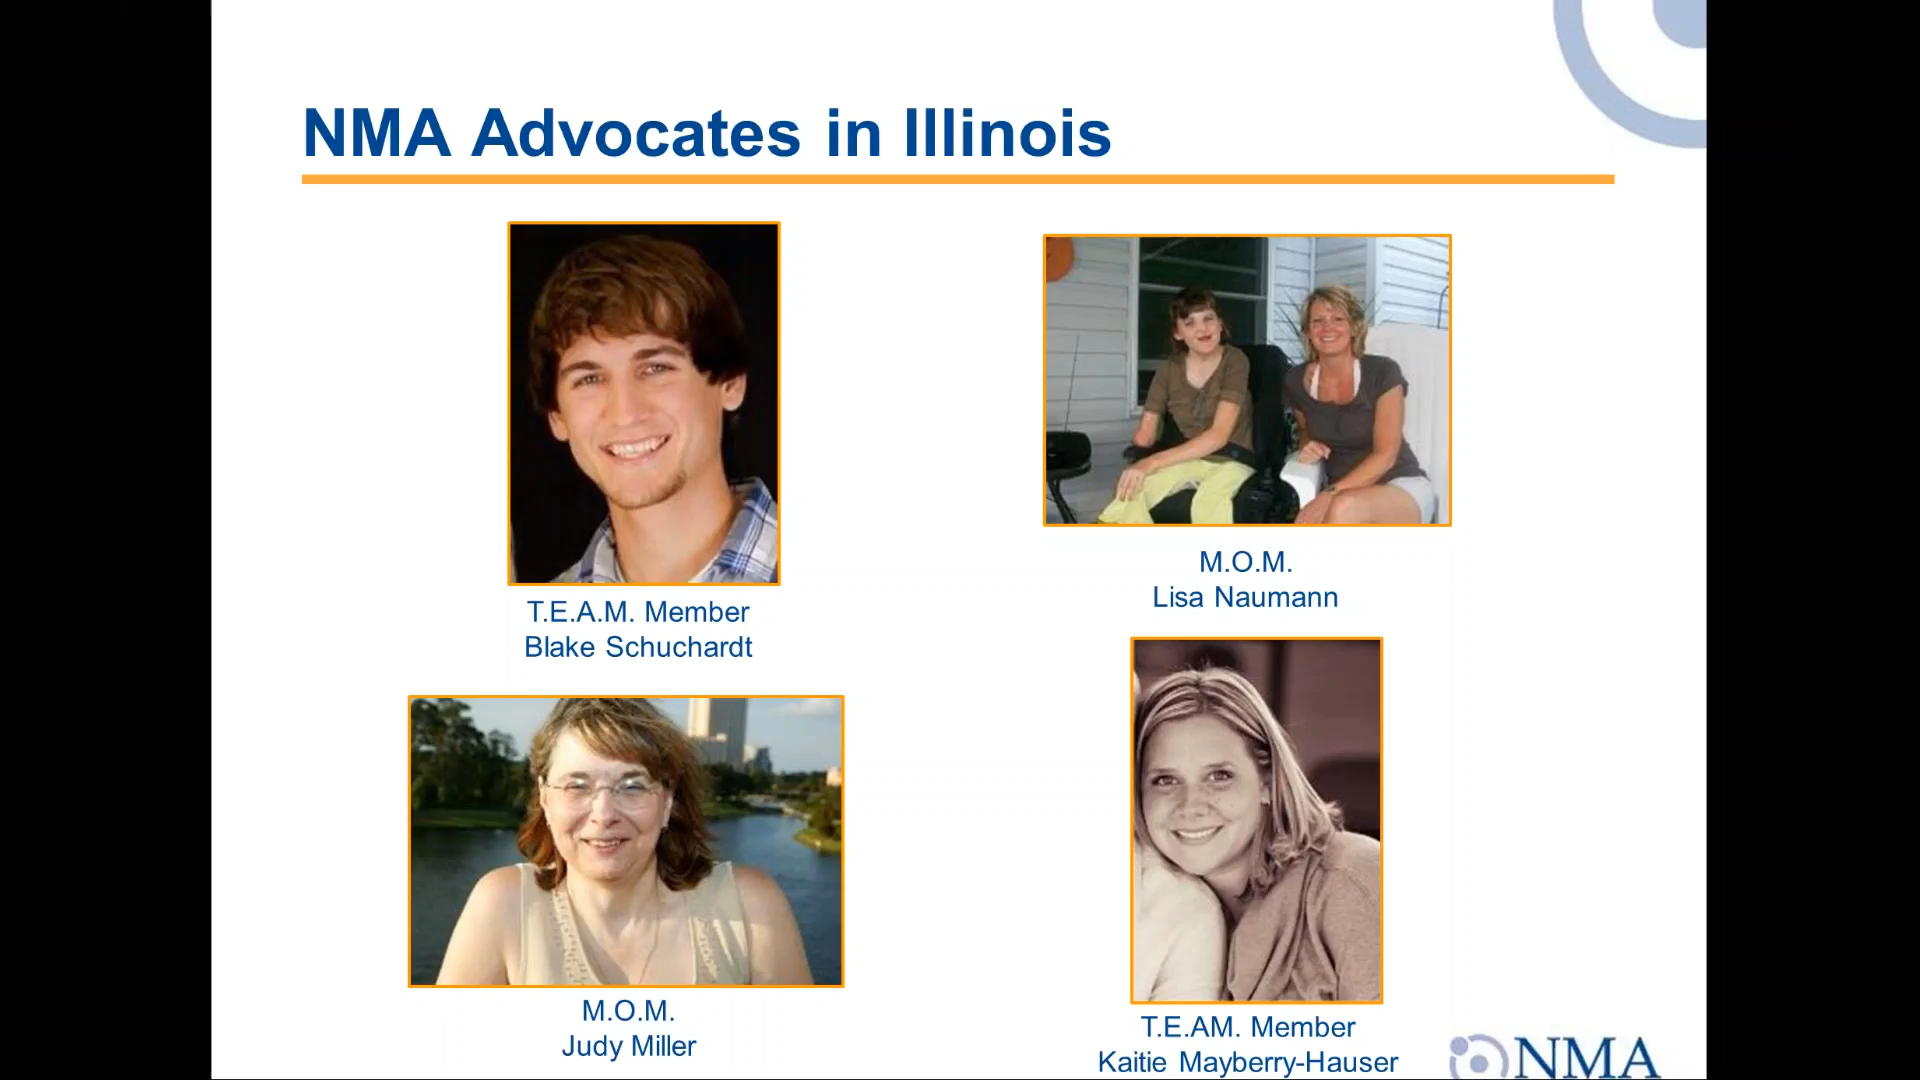 NMA Advocates in Illinois
T.E.A.M. Member
Blake Schuchardt
M.O.M.
Lisa Naumann
M.O.M.
Judy Miller
T.E.AM. Member
Kaitie Mayberry-Hauser
NMA